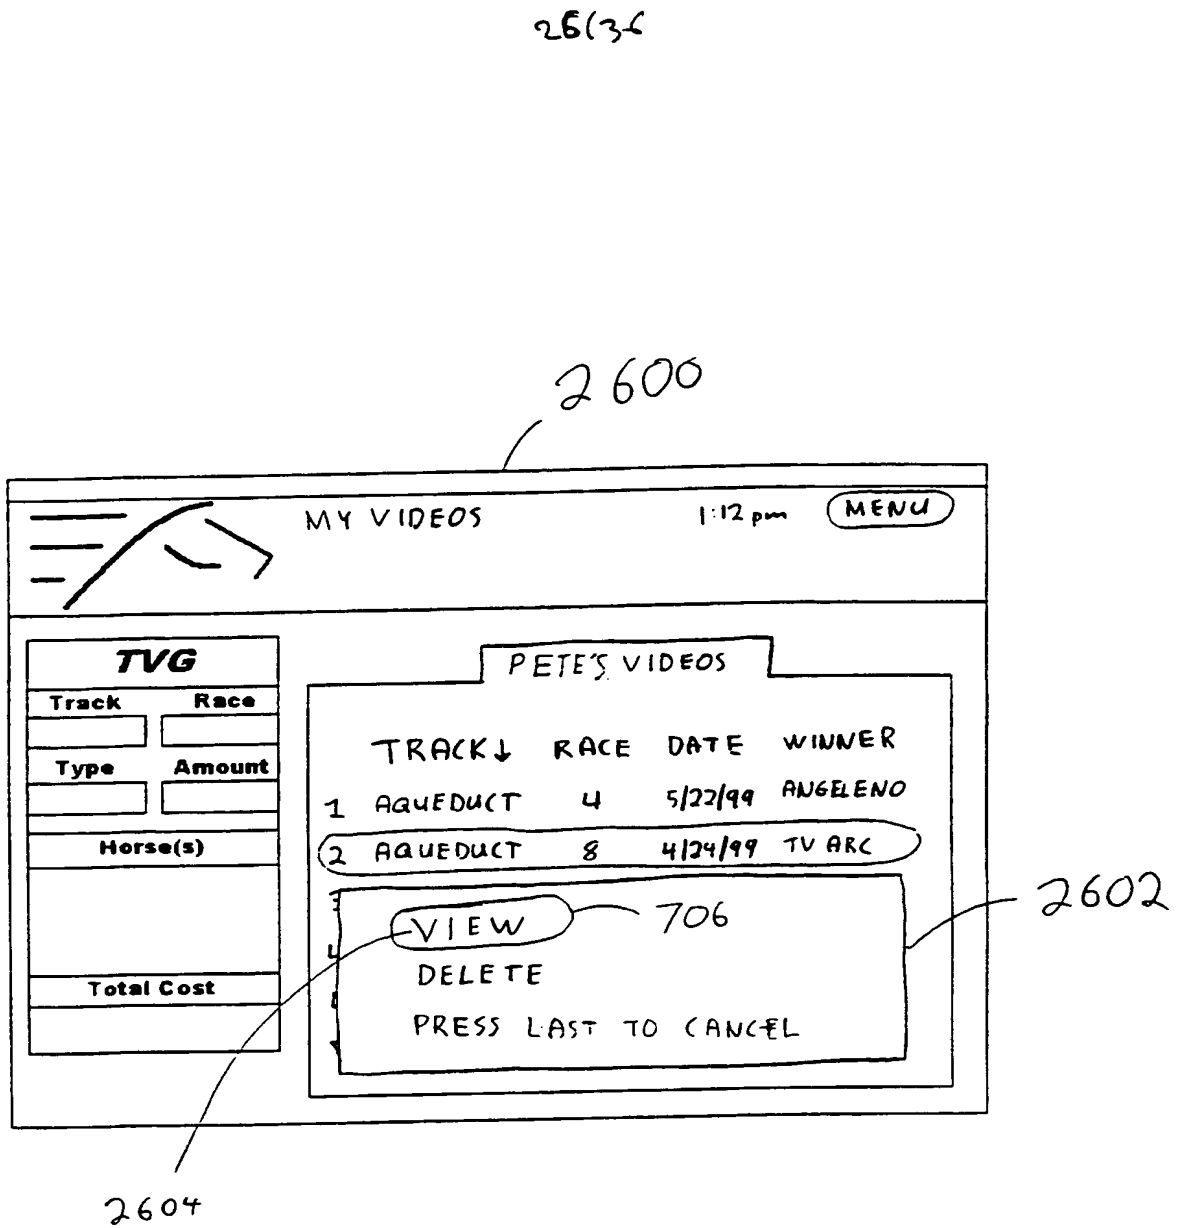 26/36
2600
MY VIDEOS 1:12 pm MENU
TVG
Track Race
Type Amount
Horse(s)
Total Cost
PETE'S VIDEOS
TRACK↓ RACE DATE WINNER
1 AQUEDUCT 4 5/22/99 ANGELENO
2 AQUEDUCT 8 4/24/99 TV ARC
VIEW 706
DELETE
PRESS LAST TO CANCEL
2602
2604